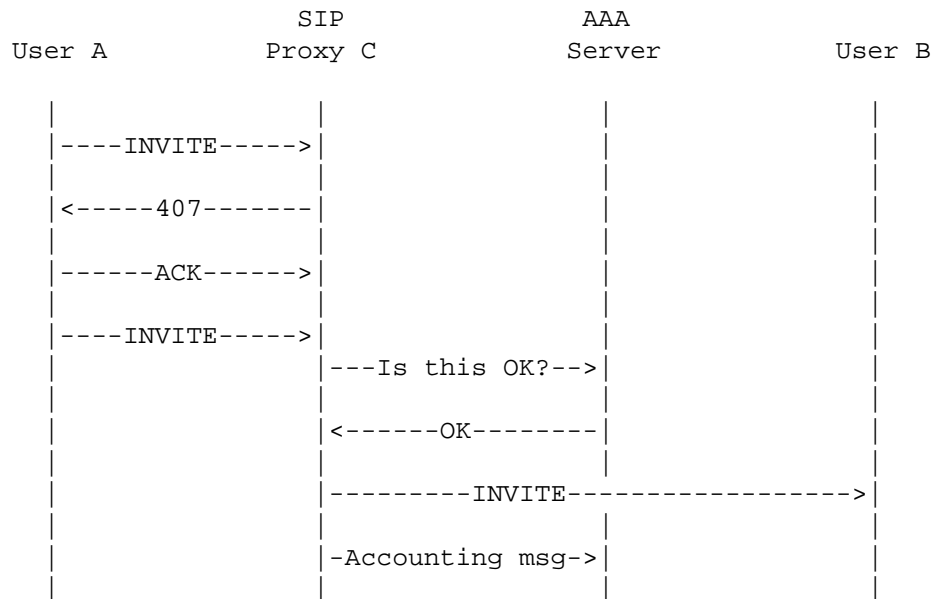 SIP AAA
User A Proxy C Server User B
----INVITE----->
<-----407-------
------ACK------>
----INVITE----->
---Is this OK?-->
<------OK--------
---------INVITE----------------->
-Accounting msg->